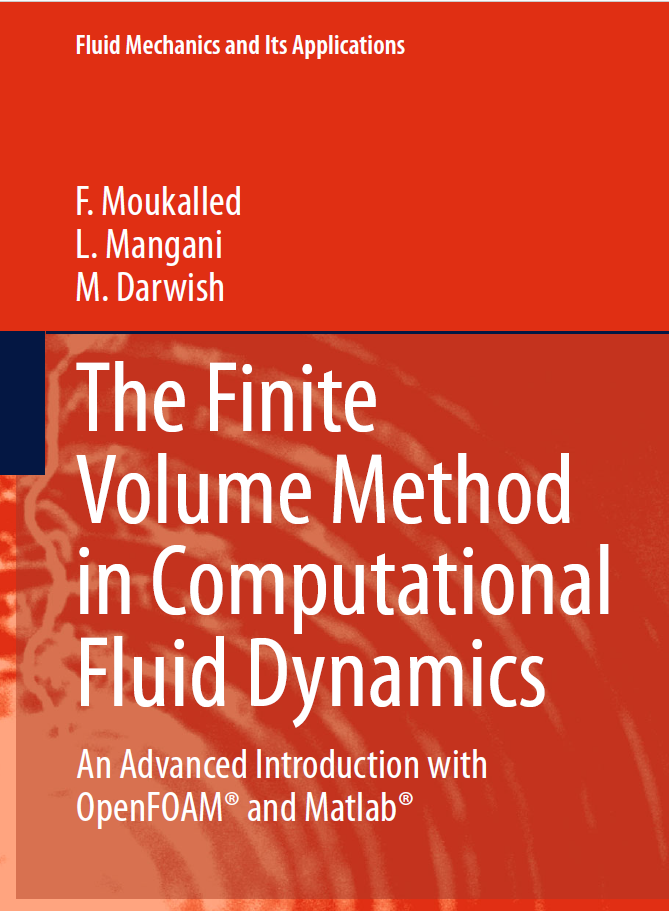 Fluid Mechanics and Its Applications
F. Moukalled
L. Mangani
M. Darwish
The Finite
Volume Method
in Computational
Fluid Dynamics
An Advanced Introduction with
OpenFOAM® and Matlab®